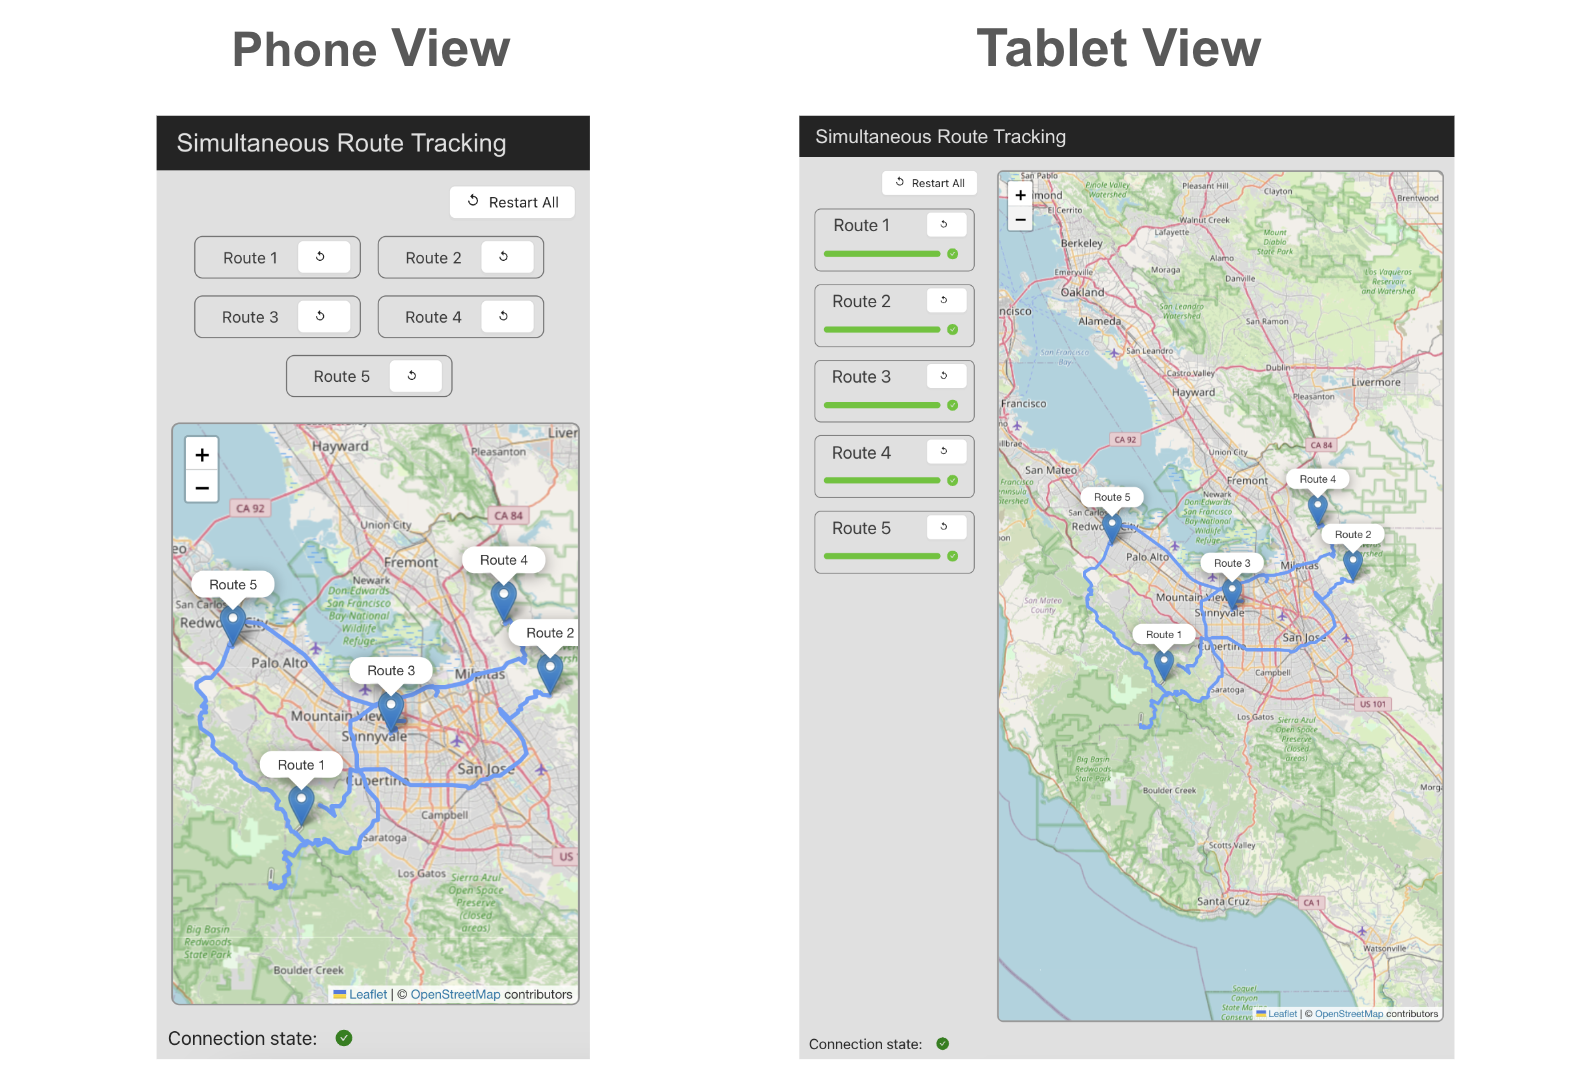 Phone View
Simultaneous Route Tracking
Restart All
Route 1
Route 2
Route 3
Route 4
Route 5
+
−
Hayward
Pleasanton
CA 92
Union City
CA 84
Fremont
Route 4
Newark
Route 5
Don Edwards
San Francisco
Bay National
Wildlife
Refuge
San Carlos
Redwood City
Route 2
Palo Alto
Route 3
Milpitas
Mountain View
Sunnyvale
Route 1
San Jose
Cupertino
Campbell
Saratoga
US
Los Gatos
Sierra Azul
Open Space
Preserve
(closed
areas)
Big Basin
Redwoods
State Park
Boulder Creek
Leaflet | © OpenStreetMap contributors
Connection state:
Tablet View
Simultaneous Route Tracking
Restart All
Route 1
Route 2
Route 3
Route 4
Route 5
+
−
San Pablo
Pinole Valley
Watershed
Pleasant Hill
Clayton
Brentwood
mond
El Cerrito
Walnut Creek
Lafayette
Mount
Diablo
State Park
Berkeley
Alamo
Emeryville
Moraga
Danville
Los Vaqueros
Reservoir
and Watershed
Oakland
San Leandro
Watershed
ncisco
Alameda
San Ramon
San Francisco
Bay
San Leandro
Castro Valley
Dublin
Livermore
Hayward
Pleasanton
Francisco
CA 92
CA 84
Union City
San Mateo
Fremont
Route 4
Newark
Route 5
Don Edwards
San Francisco
Bay National
Wildlife
Refuge
Redwood City
Route 2
Palo Alto
Route 3
Milpitas
San Mateo
County
Mountain View
Sunnyvale
Route 1
San Jose
Cupertino
Campbell
Saratoga
US 101
Los Gatos
Sierra Azul
Open Space
Preserve
(closed
areas)
Big Basin
Redwoods
State Park
Boulder Creek
Morg
Scotts Valley
Santa Cruz
CA 1
Watsonville
Soquel
Canyon
Leaflet | © OpenStreetMap contributors
Connection state: